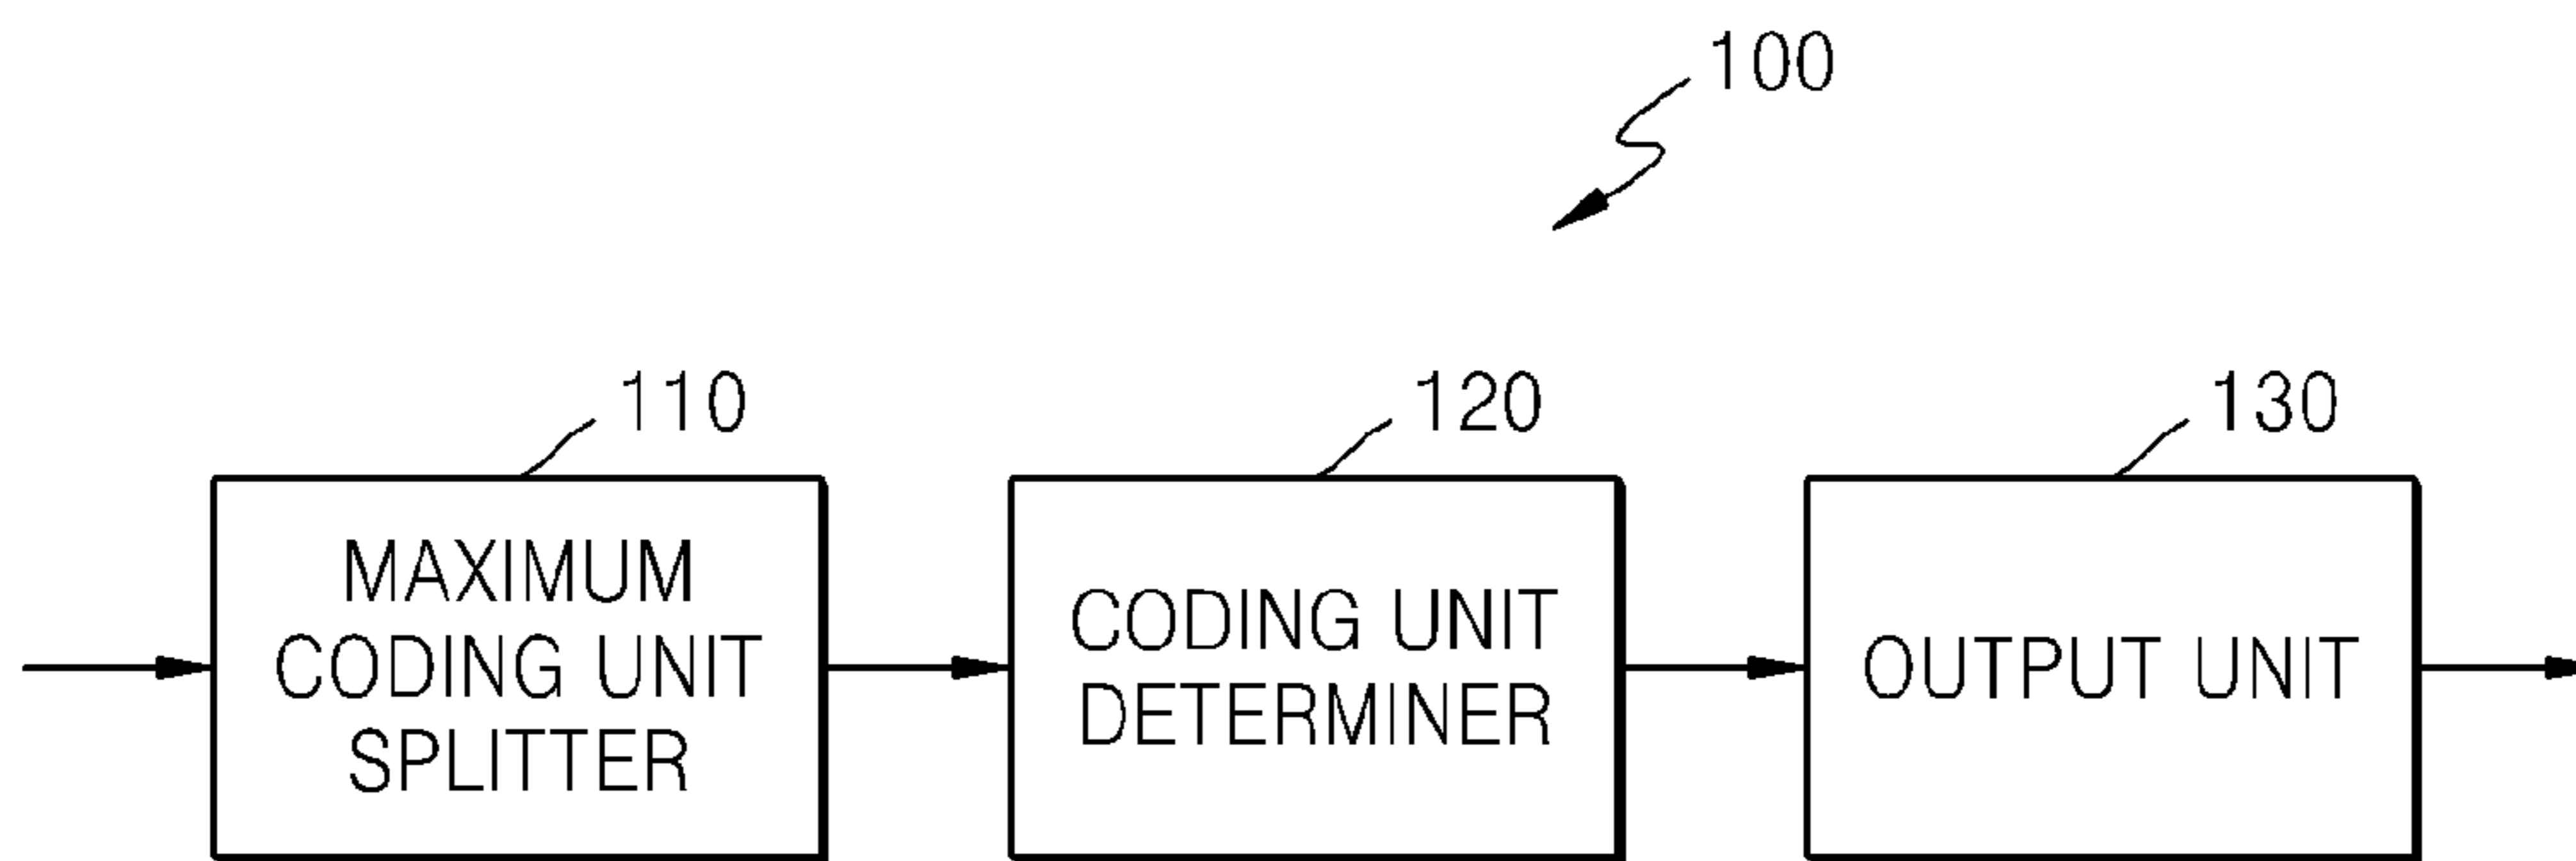 100
110
120
130
MAXIMUM
CODING UNIT
SPLITTER
CODING UNIT
DETERMINER
OUTPUT UNIT